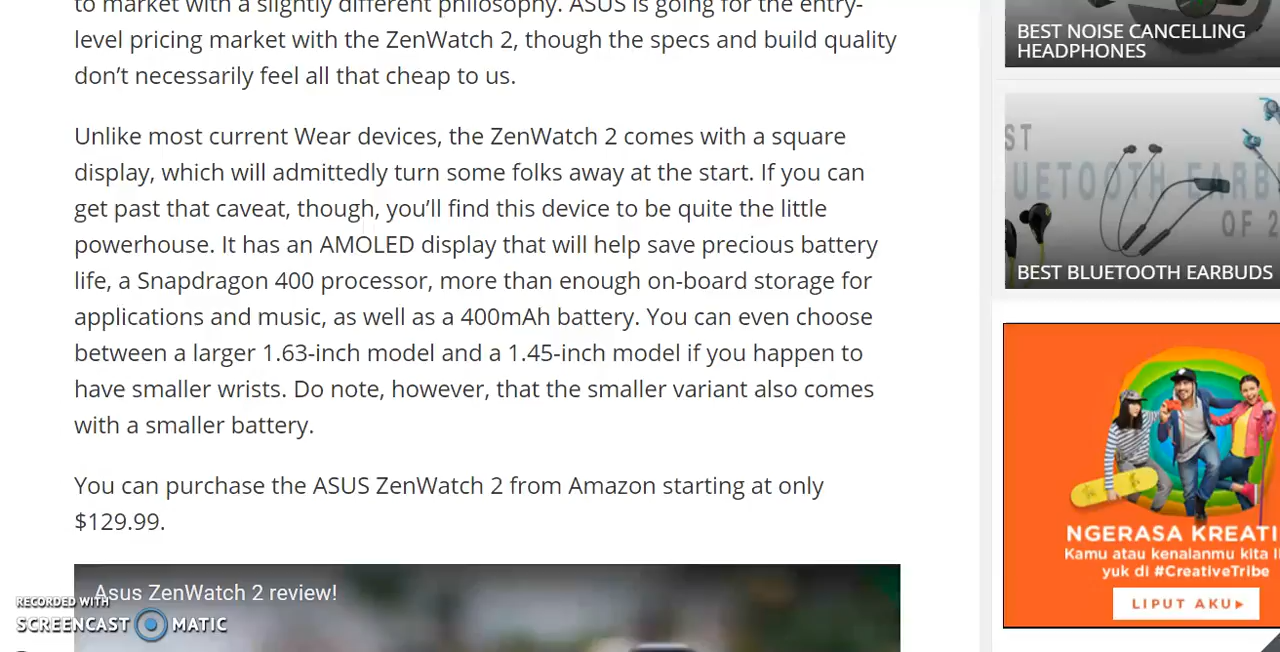 to market with a slightly different philosophy. ASUS is going for the entry-
level pricing market with the ZenWatch 2, though the specs and build quality
don’t necessarily feel all that cheap to us.
Unlike most current Wear devices, the ZenWatch 2 comes with a square
display, which will admittedly turn some folks away at the start. If you can
get past that caveat, though, you’ll find this device to be quite the little
powerhouse. It has an AMOLED display that will help save precious battery
life, a Snapdragon 400 processor, more than enough on-board storage for
applications and music, as well as a 400mAh battery. You can even choose
between a larger 1.63-inch model and a 1.45-inch model if you happen to
have smaller wrists. Do note, however, that the smaller variant also comes
with a smaller battery.
You can purchase the ASUS ZenWatch 2 from Amazon starting at only
$129.99.
Asus ZenWatch 2 review!
RECORDED WITH
SCREENCAST MATIC
BEST NOISE CANCELLING
HEADPHONES
OF 2
BEST BLUETOOTH EARBUDS
NGERASA KREATI
Kamu atau kenalanmu kita l
yuk di #CreativeTribe
LIPUT AKU